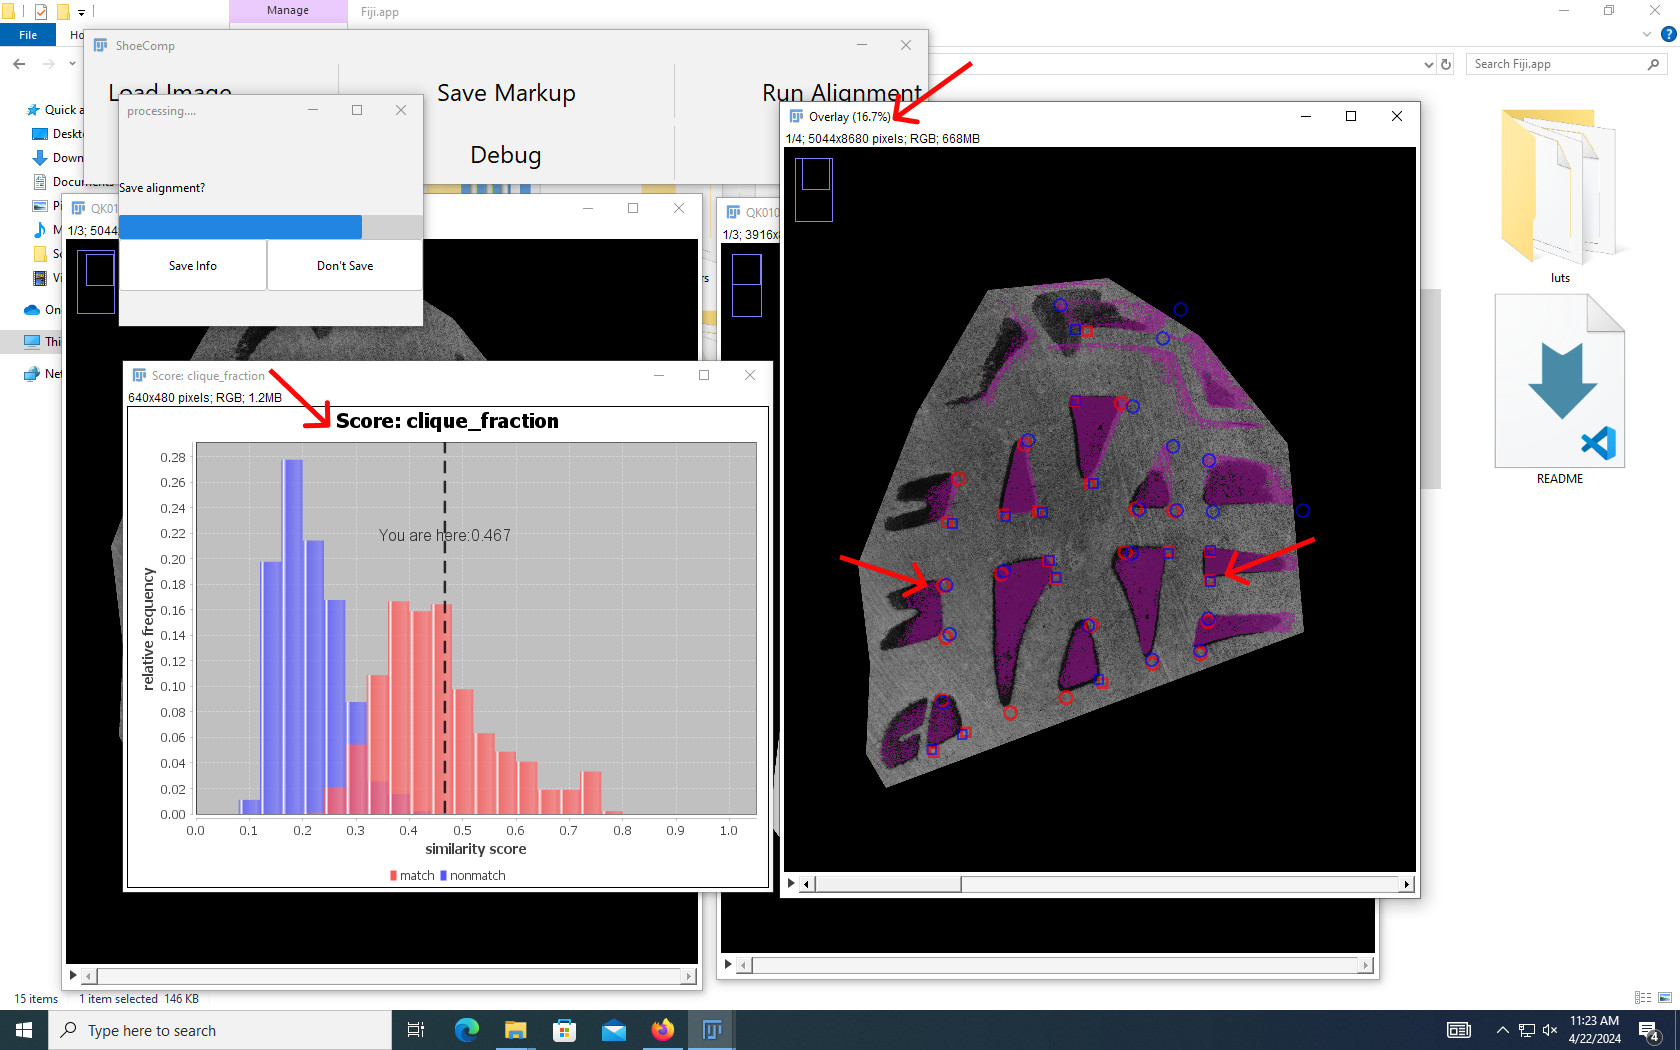 Manage
Fiji.app
File
Ho
ShoeComp
Load Image
Save Markup
Run Alignment
Debug
Search Fiji.app
processing....
Save alignment?
Save Info
Don't Save
Quick a
Deskt
Down
Docum
Pi
M
So
Vi
On
Thi
Net
QK01
1/3; 5044
QK010
1/3; 3916x
rs
Overlay (16.7%)
1/4; 5044x8680 pixels; RGB; 668MB
luts
README
Score: clique_fraction
640x480 pixels; RGB; 1.2MB
Score: clique_fraction
You are here:0.467
relative frequency
0.28
0.26
0.24
0.22
0.20
0.18
0.16
0.14
0.12
0.10
0.08
0.06
0.04
0.02
0.00
0.0 0.1 0.2 0.3 0.4 0.5 0.6 0.7 0.8 0.9 1.0
similarity score
match nonmatch
15 items 1 item selected 146 KB
Type here to search
11:23 AM
4/22/2024
4